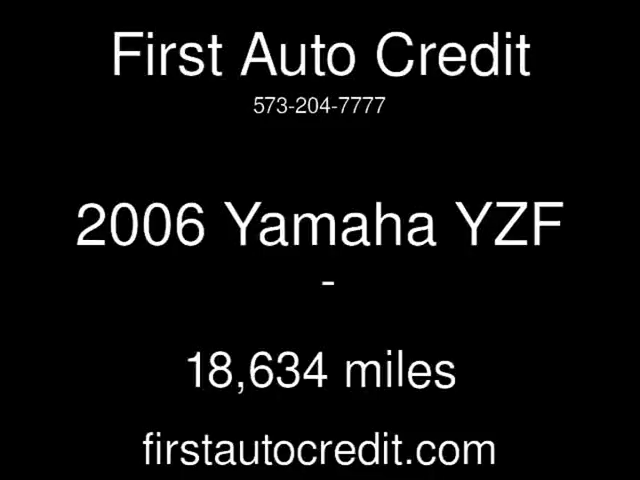 First Auto Credit
573-204-7777
2006 Yamaha YZF
-
18,634 miles
firstautocredit.com